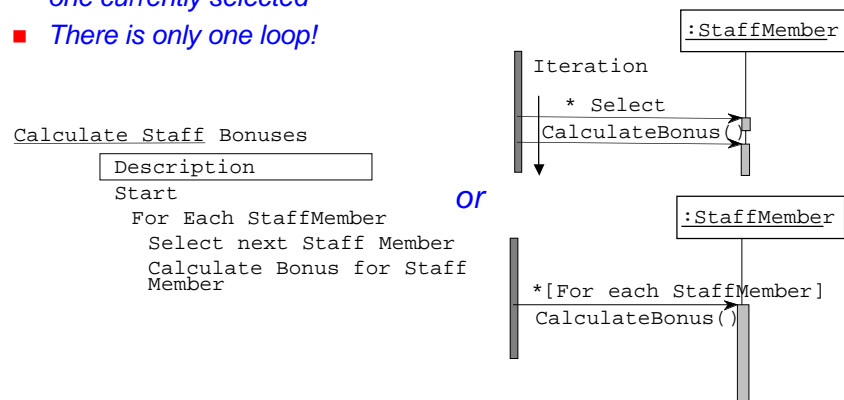 one currently selected
There is only one loop!
Calculate Staff Bonuses
Description
Start
For Each StaffMember
Select next Staff Member
Calculate Bonus for Staff
Member
or
:StaffMember
Iteration
* Select
CalculateBonus()
:StaffMember
*[For each StaffMember]
CalculateBonus()